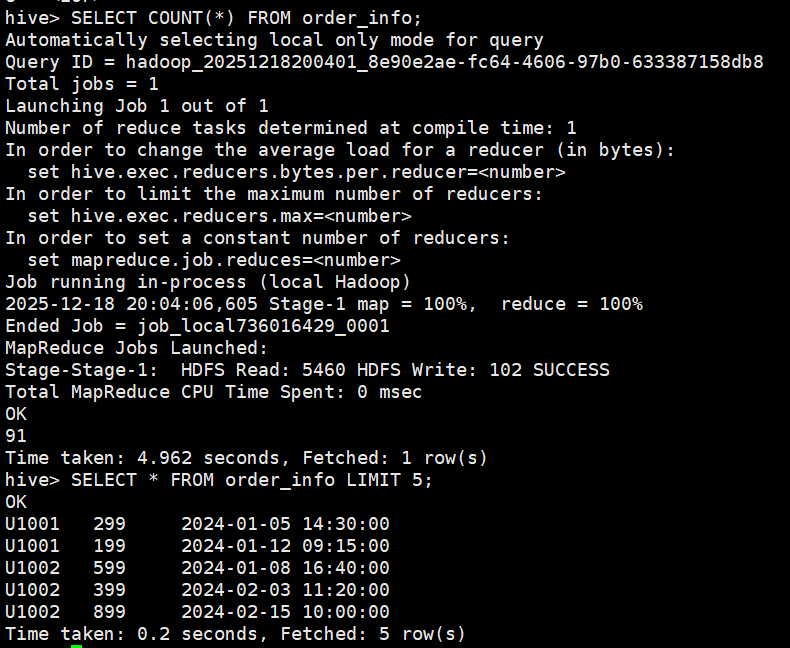 hive> SELECT COUNT(*) FROM order_info;
Automatically selecting local only mode for query
Query ID = hadoop_20251218200401_8e90e2ae-fc64-4606-97b0-633387158db8
Total jobs = 1
Launching Job 1 out of 1
Number of reduce tasks determined at compile time: 1
In order to change the average load for a reducer (in bytes):
  set hive.exec.reducers.bytes.per.reducer=<number>
In order to limit the maximum number of reducers:
  set hive.exec.reducers.max=<number>
In order to set a constant number of reducers:
  set mapreduce.job.reduces=<number>
Job running in-process (local Hadoop)
2025-12-18 20:04:06,605 Stage-1 map = 100%,  reduce = 100%
Ended Job = job_local736016429_0001
MapReduce Jobs Launched:
Stage-Stage-1:  HDFS Read: 5460 HDFS Write: 102 SUCCESS
Total MapReduce CPU Time Spent: 0 msec
OK
91
Time taken: 4.962 seconds, Fetched: 1 row(s)
hive> SELECT * FROM order_info LIMIT 5;
OK
U1001   299     2024-01-05 14:30:00
U1001   199     2024-01-12 09:15:00
U1002   599     2024-01-08 16:40:00
U1002   399     2024-02-03 11:20:00
U1002   899     2024-02-15 10:00:00
Time taken: 0.2 seconds, Fetched: 5 row(s)